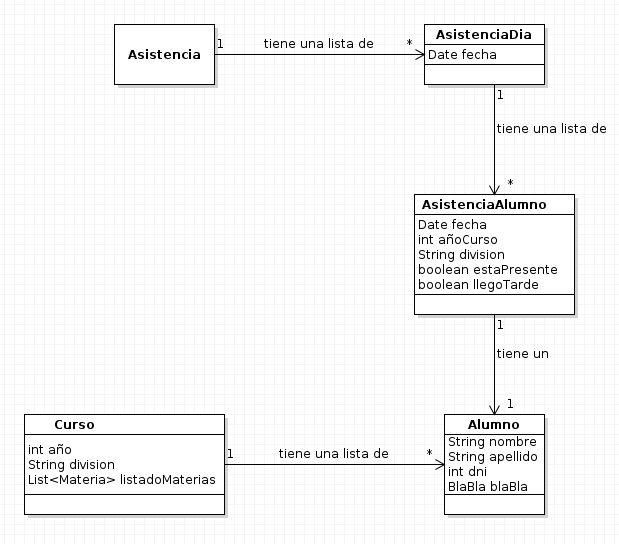 Asistencia
1
tiene una lista de
*
AsistenciaDia
Date fecha
1
tiene una lista de
*
AsistenciaAlumno
Date fecha
int añoCurso
String division
boolean estaPresente
boolean llegoTarde
1
tiene un
1
Curso
int año
String division
List<Materia> listadoMaterias
1
tiene una lista de
*
Alumno
String nombre
String apellido
int dni
BlaBla blaBla